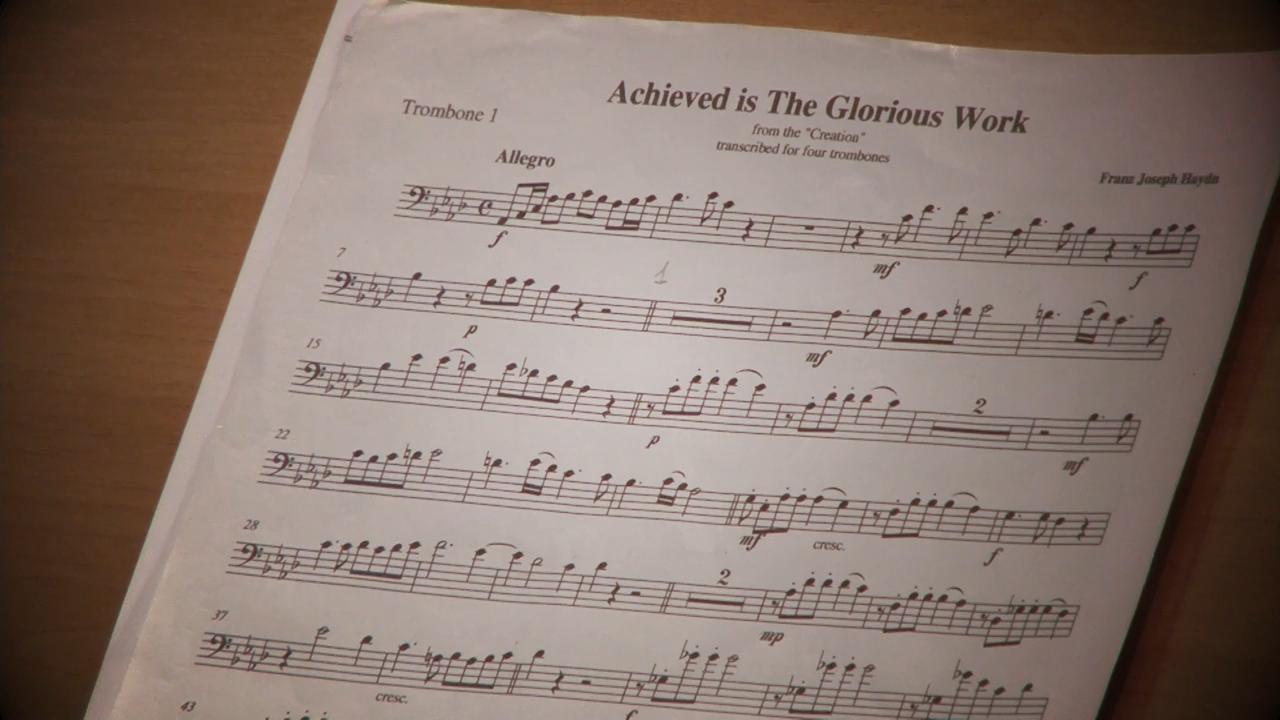 Achieved is The Glorious Work
Trombone 1
from the "Creation"
transcribed for four trombones
Allegro
Franz Joseph Haydn
f
mf
f
7
1
3
p
mf
15
2
p
mf
22
mf
cresc.
f
28
2
mp
37
cresc.
f
43